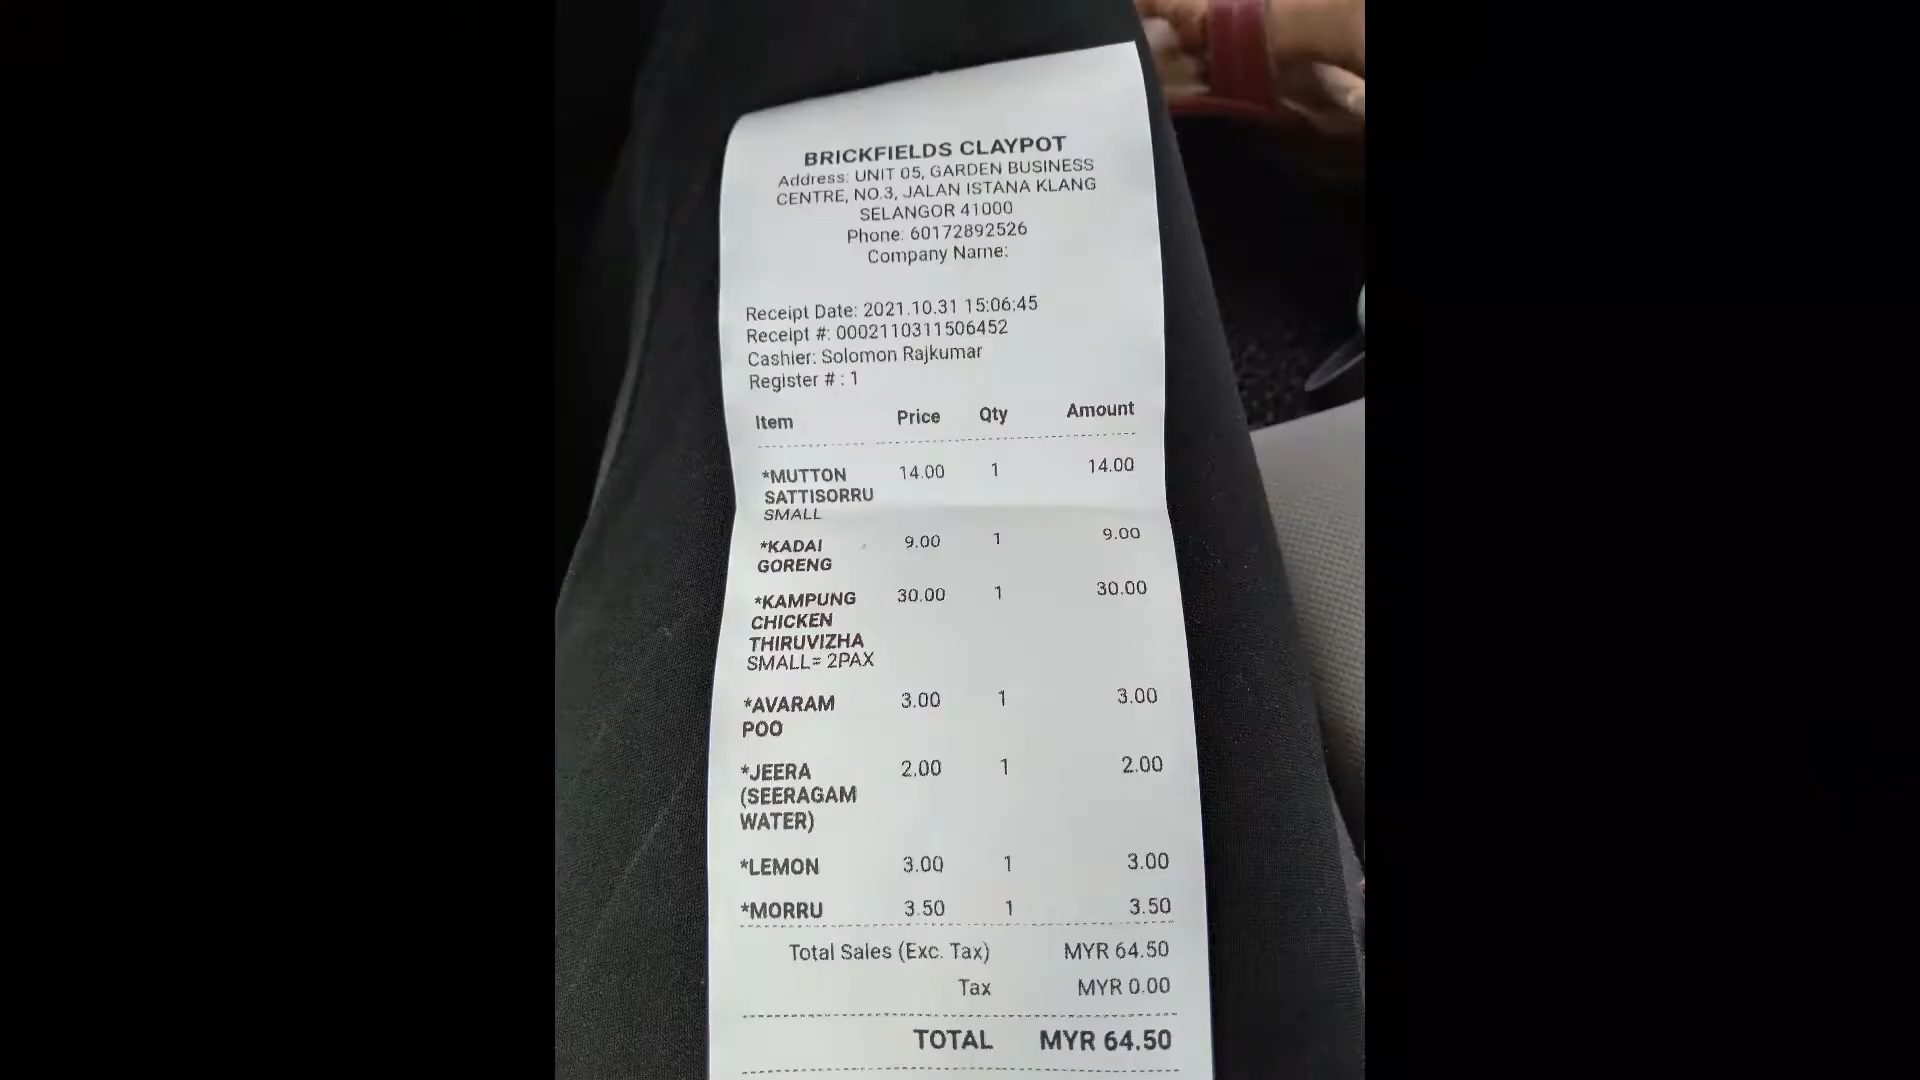 BRICKFIELDS CLAYPOT
Address: UNIT 05, GARDEN BUSINESS
CENTRE, NO.3, JALAN ISTANA KLANG
SELANGOR 41000
Phone: 60172892526
Company Name:
Receipt Date: 2021.10.31 15:06:45
Receipt #: 0002110311506452
Cashier: Solomon Rajkumar
Register # : 1
Item Price Qty Amount
*MUTTON 14.00 1 14.00
SATTISORRU
SMALL
*KADAI 9.00 1 9.00
GORENG
*KAMPUNG 30.00 1 30.00
CHICKEN
THIRUVIZHA
SMALL= 2PAX
*AVARAM 3.00 1 3.00
POO
*JEERA 2.00 1 2.00
(SEERAGAM
WATER)
*LEMON 3.00 1 3.00
*MORRU 3.50 1 3.50
Total Sales (Exc. Tax) MYR 64.50
Tax MYR 0.00
TOTAL MYR 64.50